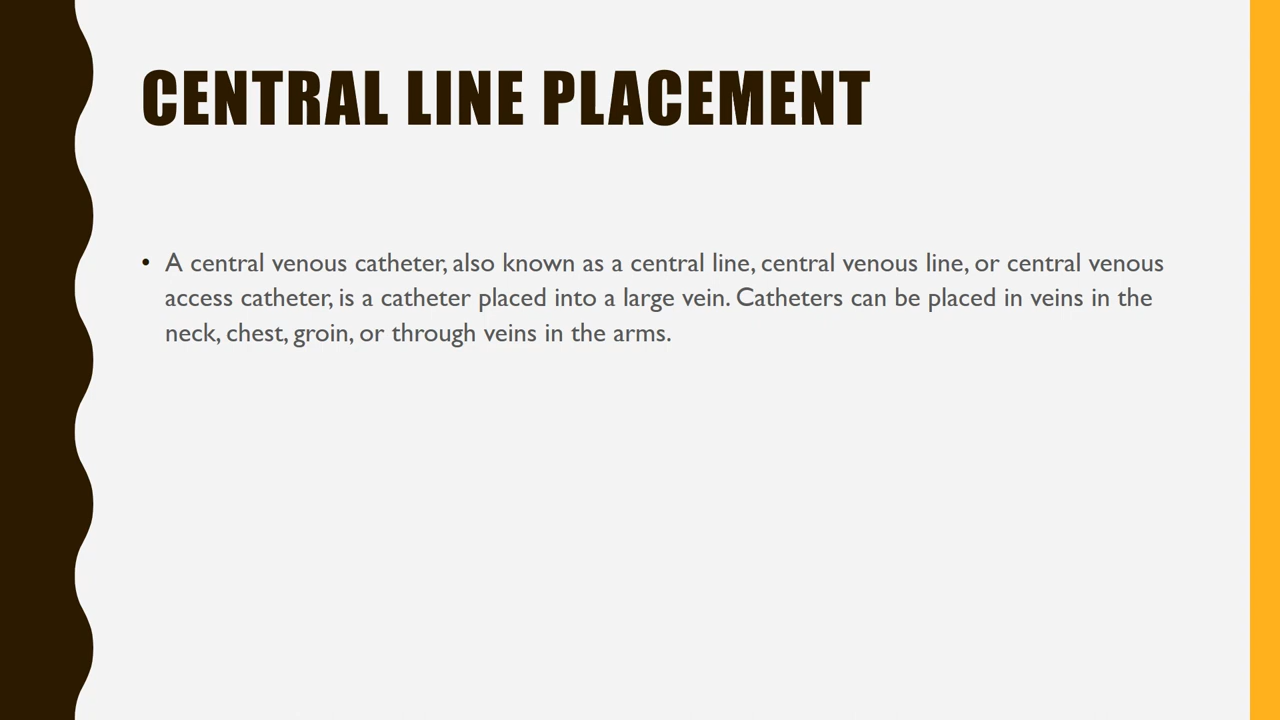 CENTRAL LINE PLACEMENT
• A central venous catheter, also known as a central line, central venous line, or central venous
access catheter, is a catheter placed into a large vein. Catheters can be placed in veins in the
neck, chest, groin, or through veins in the arms.